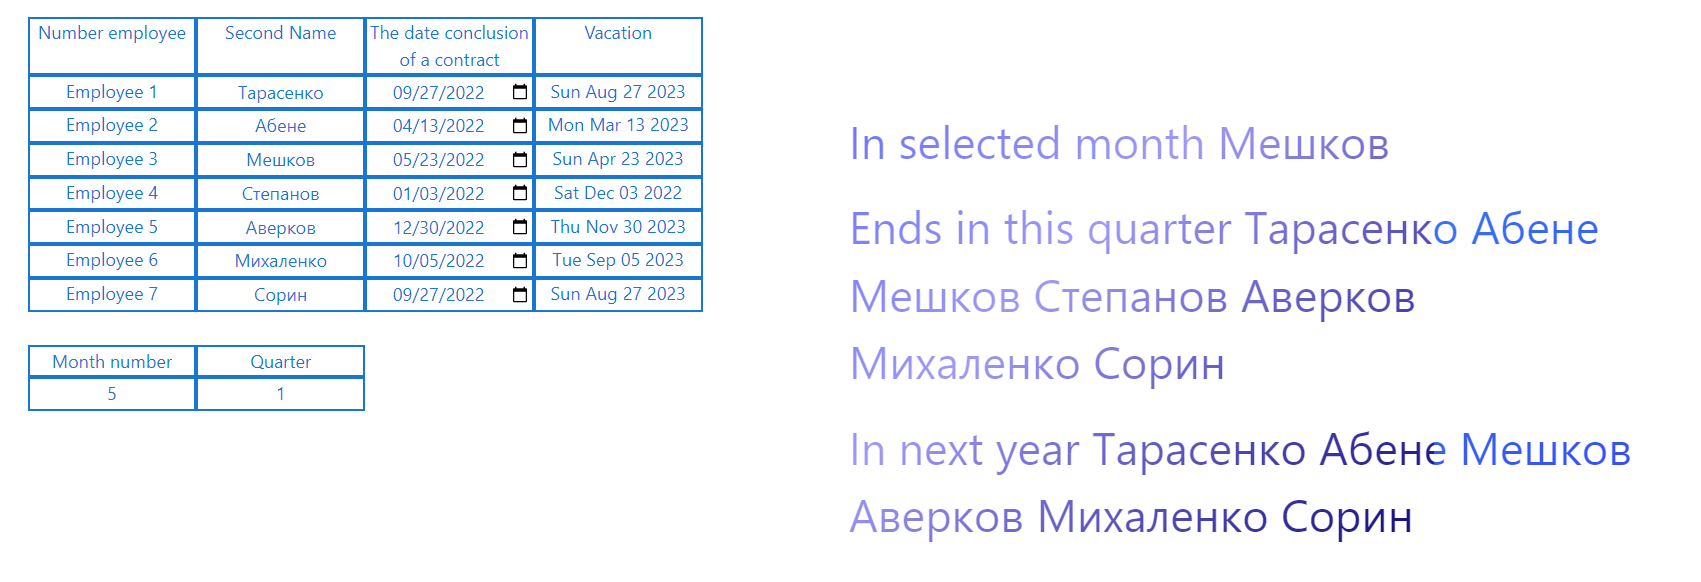 Number employee Second Name The date conclusion of a contract Vacation
Employee 1 Тарасенко 09/27/2022 Sun Aug 27 2023
Employee 2 Абене 04/13/2022 Mon Mar 13 2023
Employee 3 Мешков 05/23/2022 Sun Apr 23 2023
Employee 4 Степанов 01/03/2022 Sat Dec 03 2022
Employee 5 Аверков 12/30/2022 Thu Nov 30 2023
Employee 6 Михаленко 10/05/2022 Tue Sep 05 2023
Employee 7 Сорин 09/27/2022 Sun Aug 27 2023
Month number Quarter
5 1
In selected month Мешков
Ends in this quarter Тарасенко Абене
Мешков Степанов Аверков
Михаленко Сорин
In next year Тарасенко Абене Мешков
Аверков Михаленко Сорин